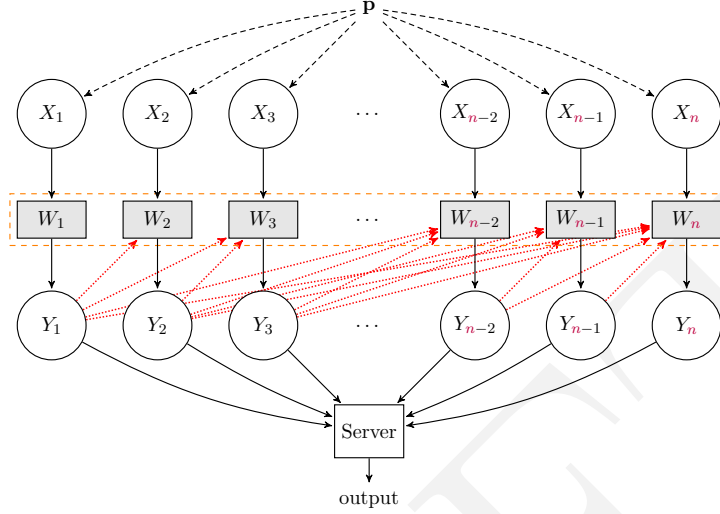 p
X₁ X₂ X₃ ⋯ Xₙ₋₂ Xₙ₋₁ Xₙ
W₁ W₂ W₃ ⋯ Wₙ₋₂ Wₙ₋₁ Wₙ
Y₁ Y₂ Y₃ ⋯ Yₙ₋₂ Yₙ₋₁ Yₙ
Server
output